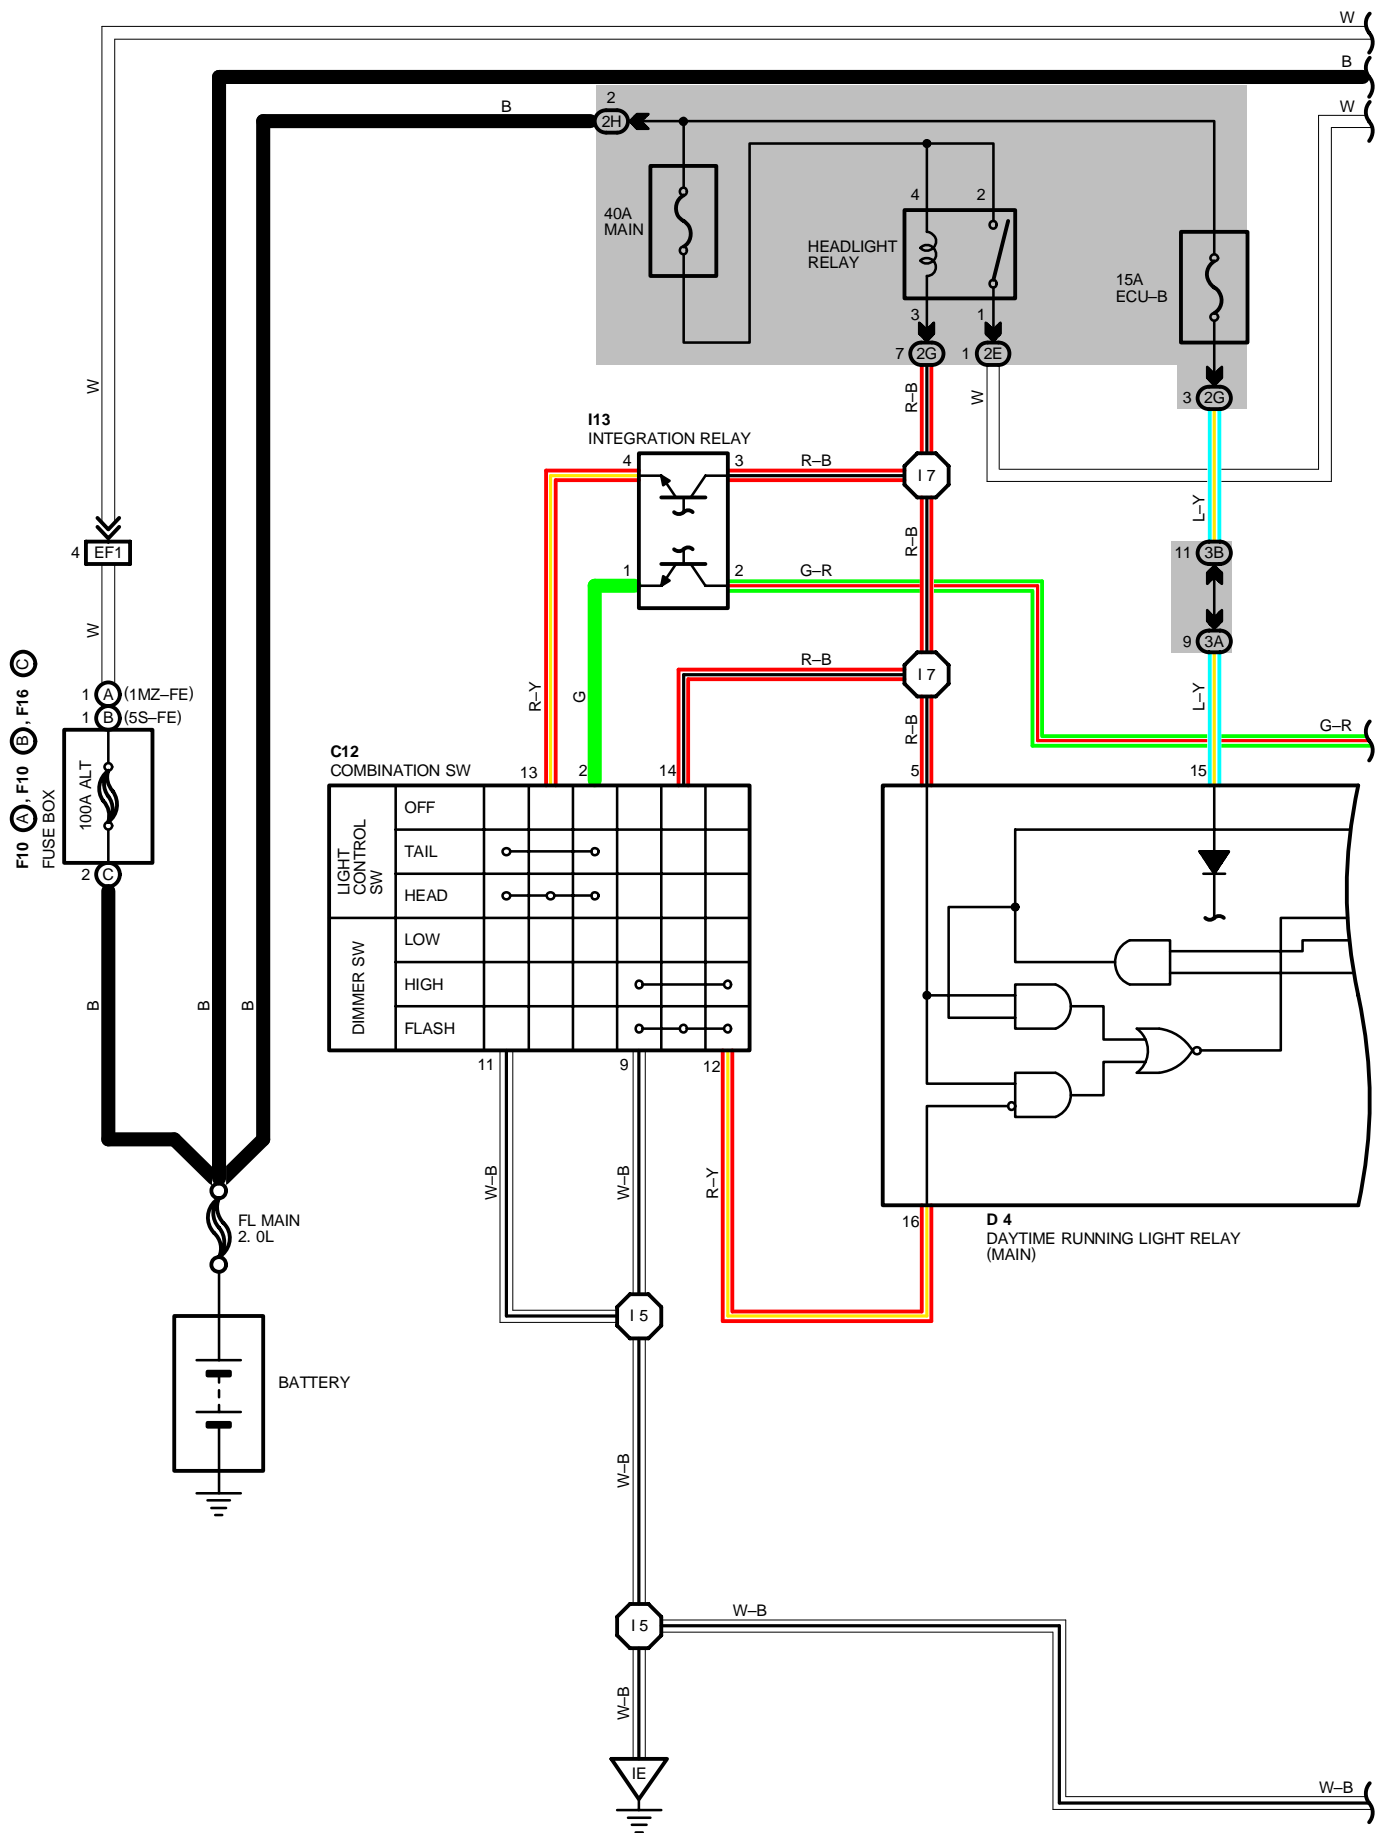 W
B
W
B
2
2H
40A
MAIN
4
2
HEADLIGHT
RELAY
15A
ECU–B
3
1
7
2G
1
2E
3
2G
W
R–B
W
I13
INTEGRATION RELAY
4
3
R–B
I 7
L–Y
4
EF1
R–B
11
3B
1
2
G–R
W
9
3A
R–B
I 7
F10 A, F10 B, F16 C
FUSE BOX
1
A
(1MZ–FE)
1
B
(5S–FE)
100A ALT
2
C
R–Y
G
R–B
L–Y
G–R
C12
COMBINATION SW
13
2
14
5
15
LIGHT
CONTROL
SW
OFF
TAIL
HEAD
DIMMER SW
LOW
HIGH
FLASH
B
B
B
11
9
12
W–B
W–B
R–Y
16
D 4
DAYTIME RUNNING LIGHT RELAY
(MAIN)
FL MAIN
2. 0L
I 5
BATTERY
W–B
I 5
W–B
W–B
IE
W–B